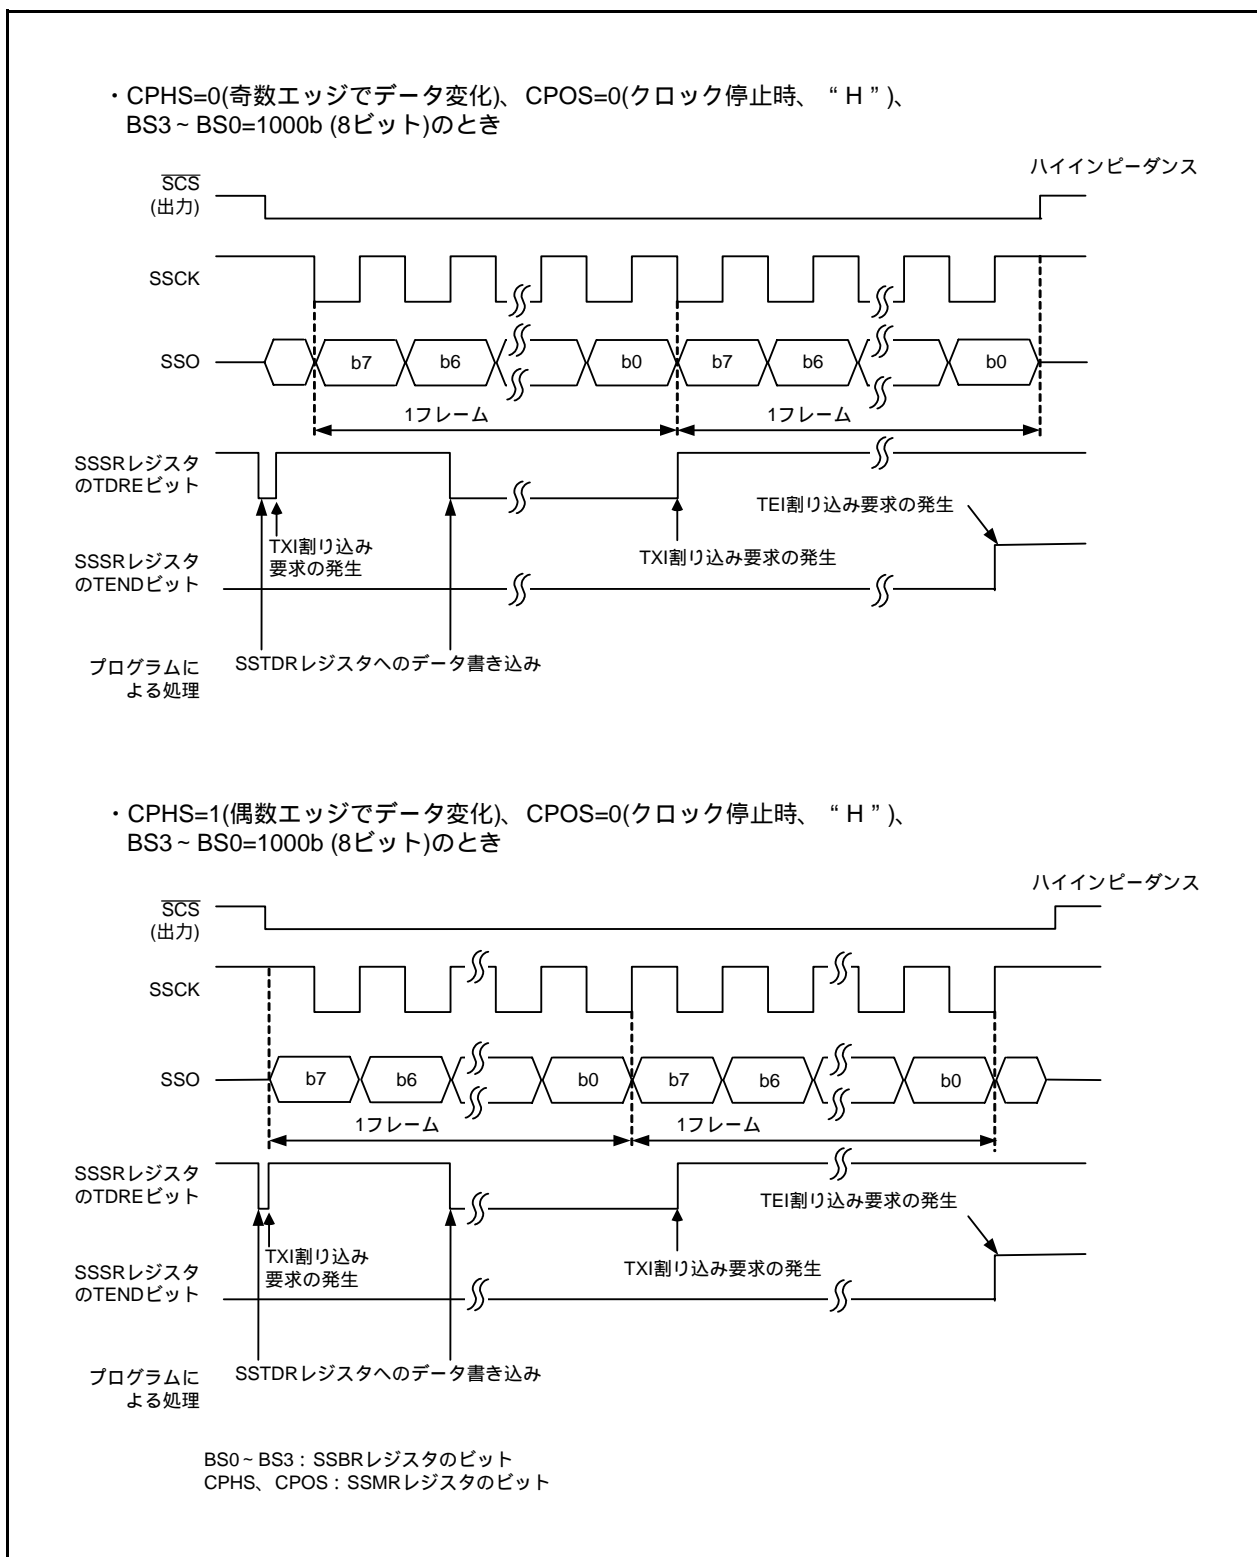 ・CPHS=0(奇数エッジでデータ変化)、CPOS=0(クロック停止時、“H”)、
BS3~BS0=1000b (8ビット)のとき
ハイインピーダンス
SCS
(出力)
SSCK
SSO
b7
b6
b0
b7
b6
b0
1フレーム
1フレーム
SSSRレジスタ
のTDREビット
TEI割り込み要求の発生
TXI割り込み
要求の発生
TXI割り込み要求の発生
SSSRレジスタ
のTENDビット
プログラムに
よる処理
SSTDRレジスタへのデータ書き込み
・CPHS=1(偶数エッジでデータ変化)、CPOS=0(クロック停止時、“H”)、
BS3~BS0=1000b (8ビット)のとき
ハイインピーダンス
SCS
(出力)
SSCK
SSO
b7
b6
b0
b7
b6
b0
1フレーム
1フレーム
SSSRレジスタ
のTDREビット
TEI割り込み要求の発生
TXI割り込み
要求の発生
TXI割り込み要求の発生
SSSRレジスタ
のTENDビット
プログラムに
よる処理
SSTDRレジスタへのデータ書き込み
BS0~BS3:SSBRレジスタのビット
CPHS、CPOS:SSMRレジスタのビット